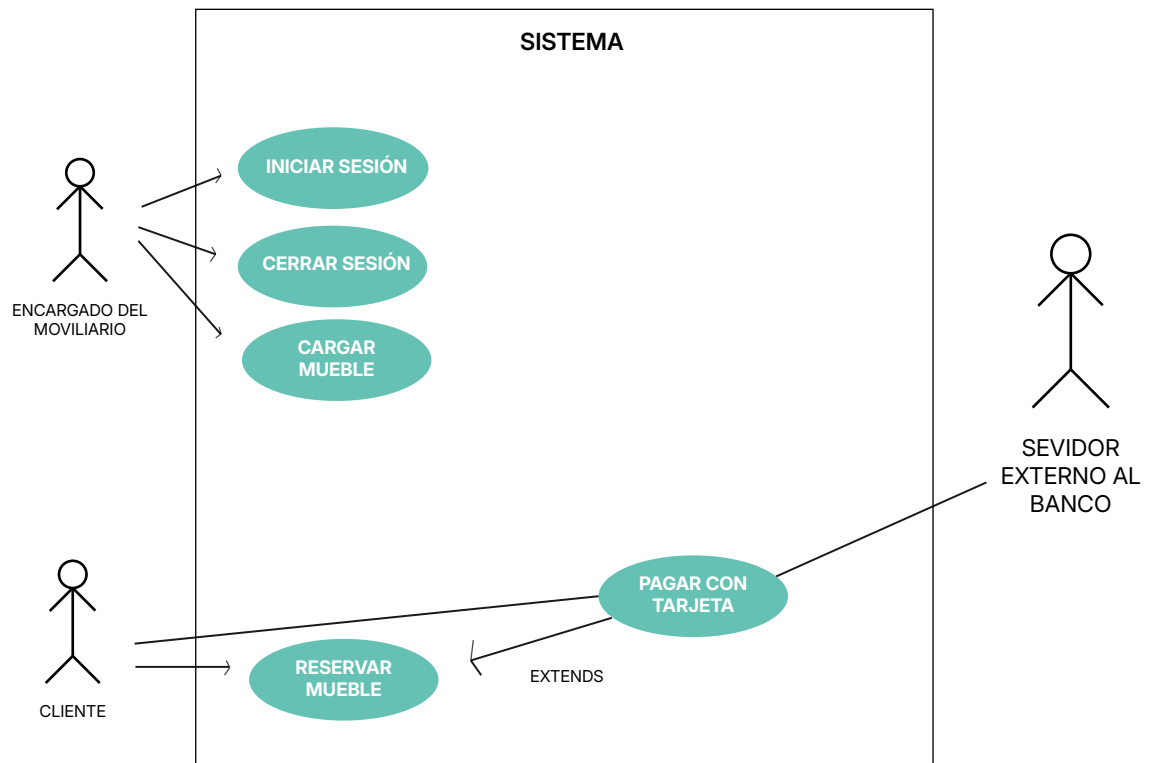 SISTEMA
INICIAR SESIÓN
CERRAR SESIÓN
ENCARGADO DEL
MOVILIARIO
CARGAR
MUEBLE
SEVIDOR
EXTERNO AL
BANCO
PAGAR CON
TARJETA
RESERVAR
MUEBLE
EXTENDS
CLIENTE